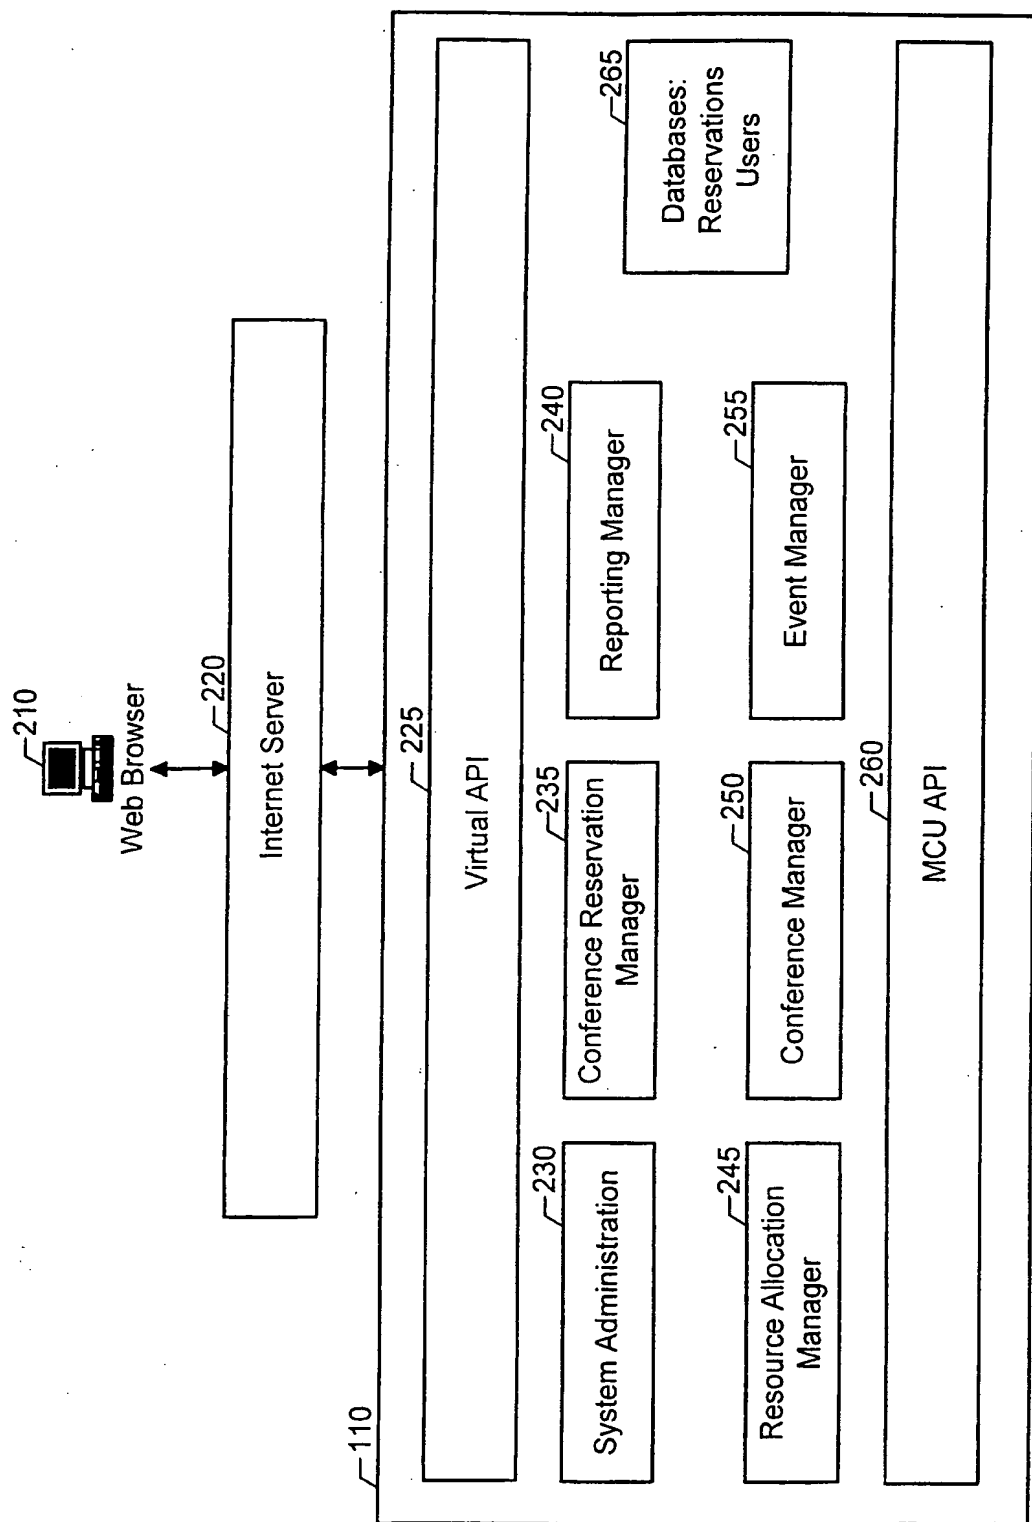 210
Web Browser
220
Internet Server
110
225
Virtual API
230
System Administration
235
Conference Reservation
Manager
240
Reporting Manager
265
Databases:
Reservations
Users
245
Resource Allocation
Manager
250
Conference Manager
255
Event Manager
260
MCU API